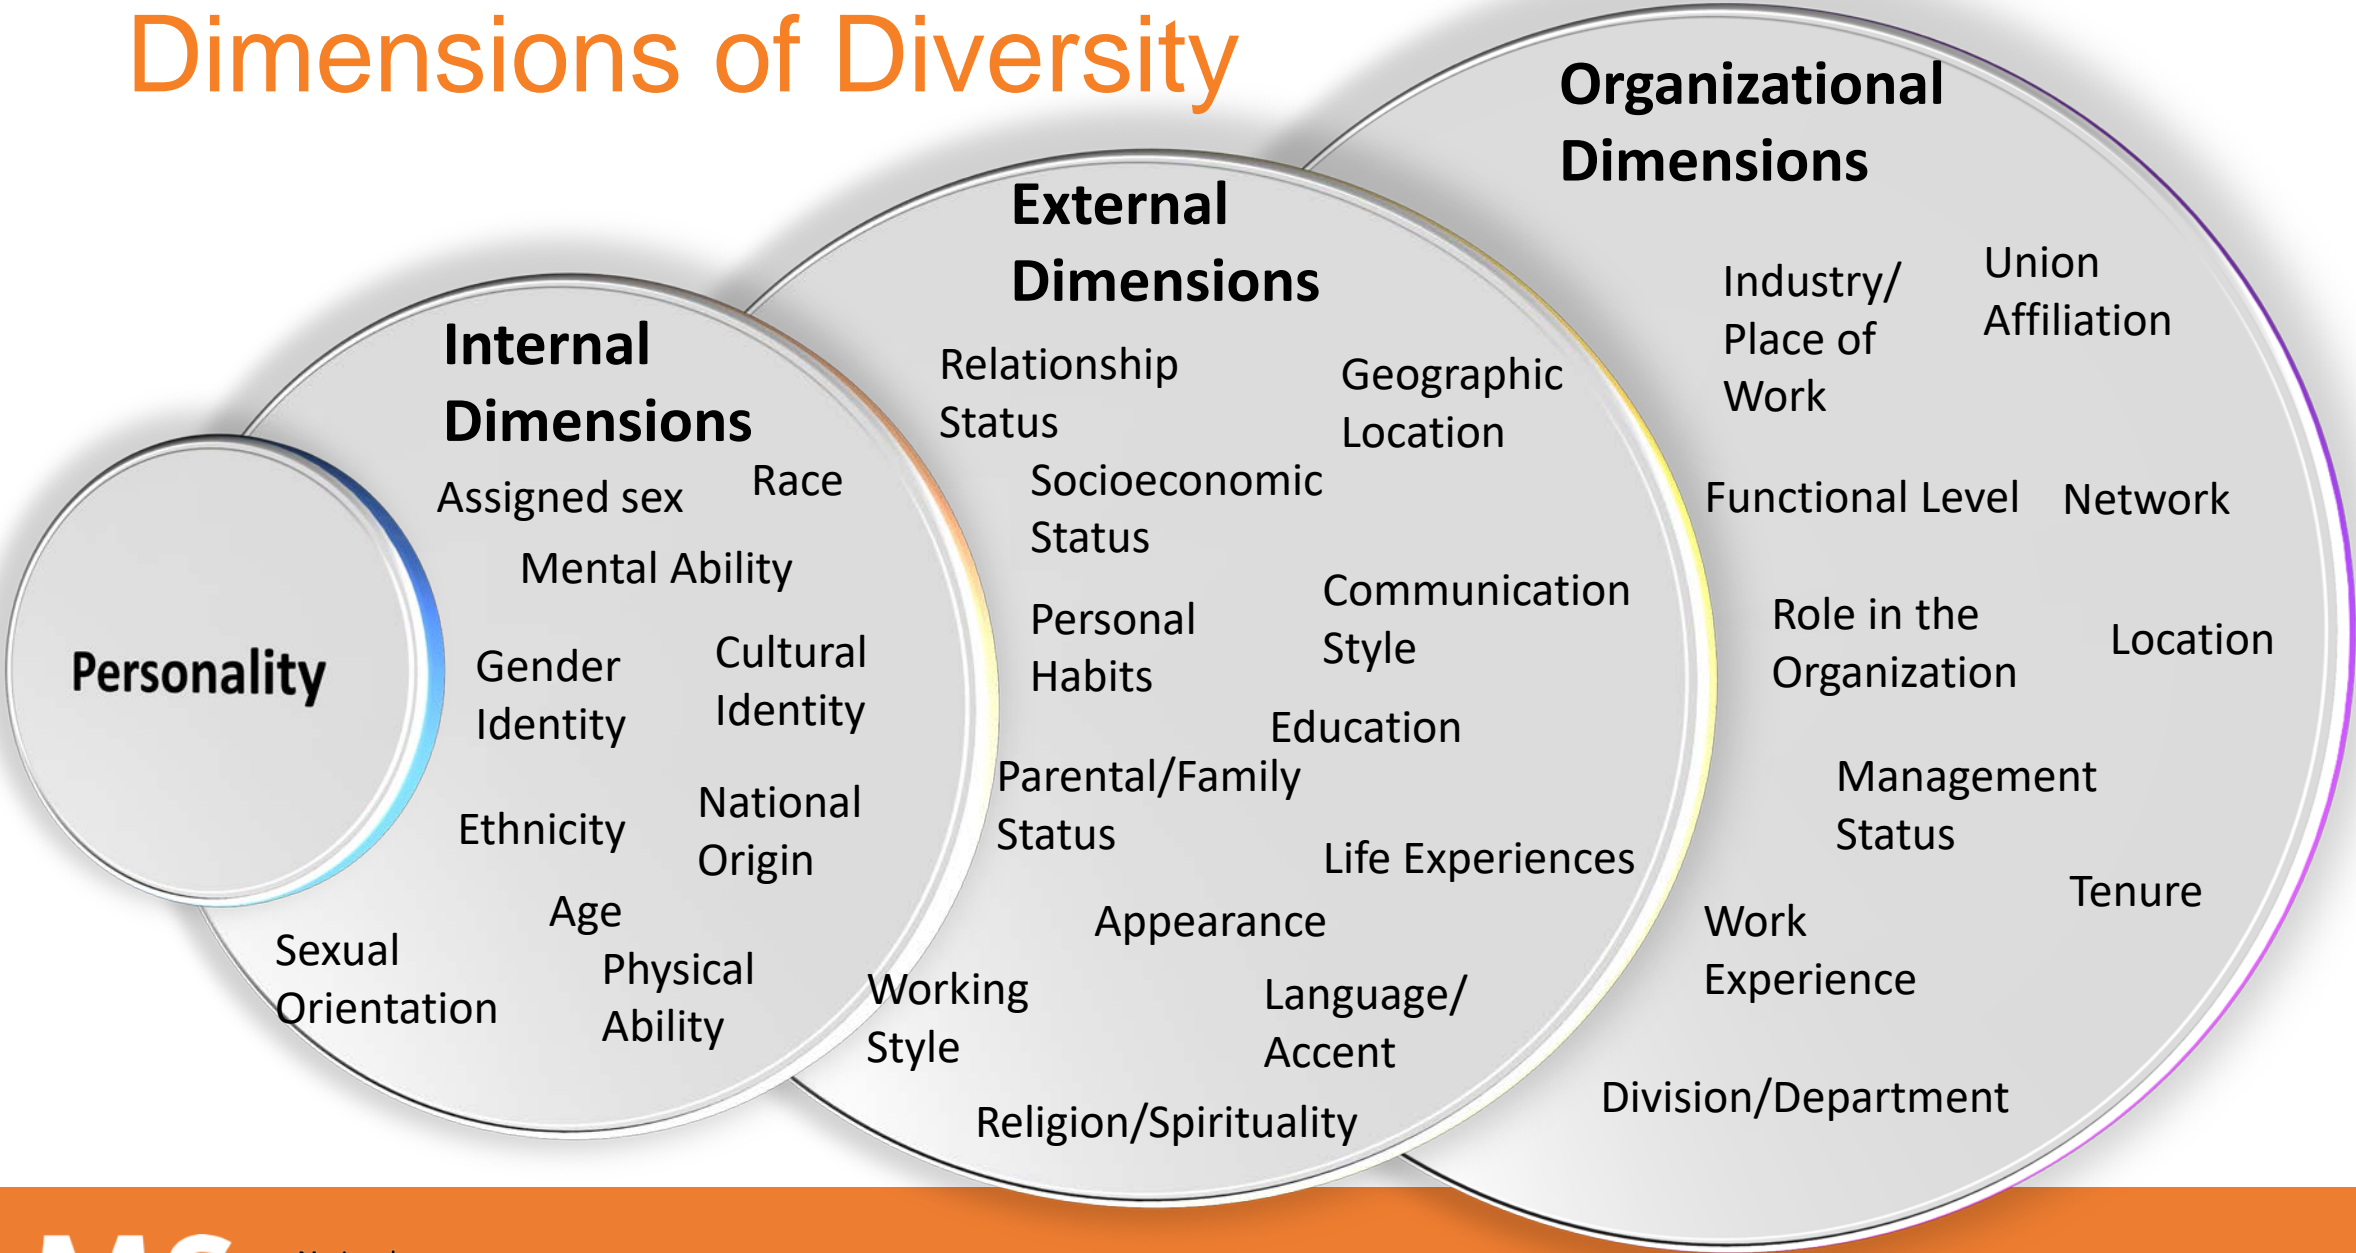 Dimensions of Diversity
Personality
Internal
Dimensions
Assigned sex
Race
Mental Ability
Gender
Identity
Cultural
Identity
Ethnicity
National
Origin
Age
Sexual
Orientation
Physical
Ability
External
Dimensions
Relationship
Status
Geographic
Location
Socioeconomic
Status
Personal
Habits
Communication
Style
Education
Parental/Family
Status
Life Experiences
Appearance
Working
Style
Language/
Accent
Religion/Spirituality
Organizational
Dimensions
Industry/
Place of
Work
Union
Affiliation
Functional Level
Network
Role in the
Organization
Location
Management
Status
Tenure
Work
Experience
Division/Department